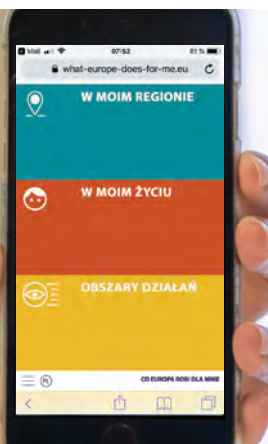 Mail 07:52 81 %
what-europe-does-for-me.eu
W MOIM REGIONIE
W MOIM ŻYCIU
OBSZARY DZIAŁAŃ
PL CO EUROPA ROBI DLA MNIE